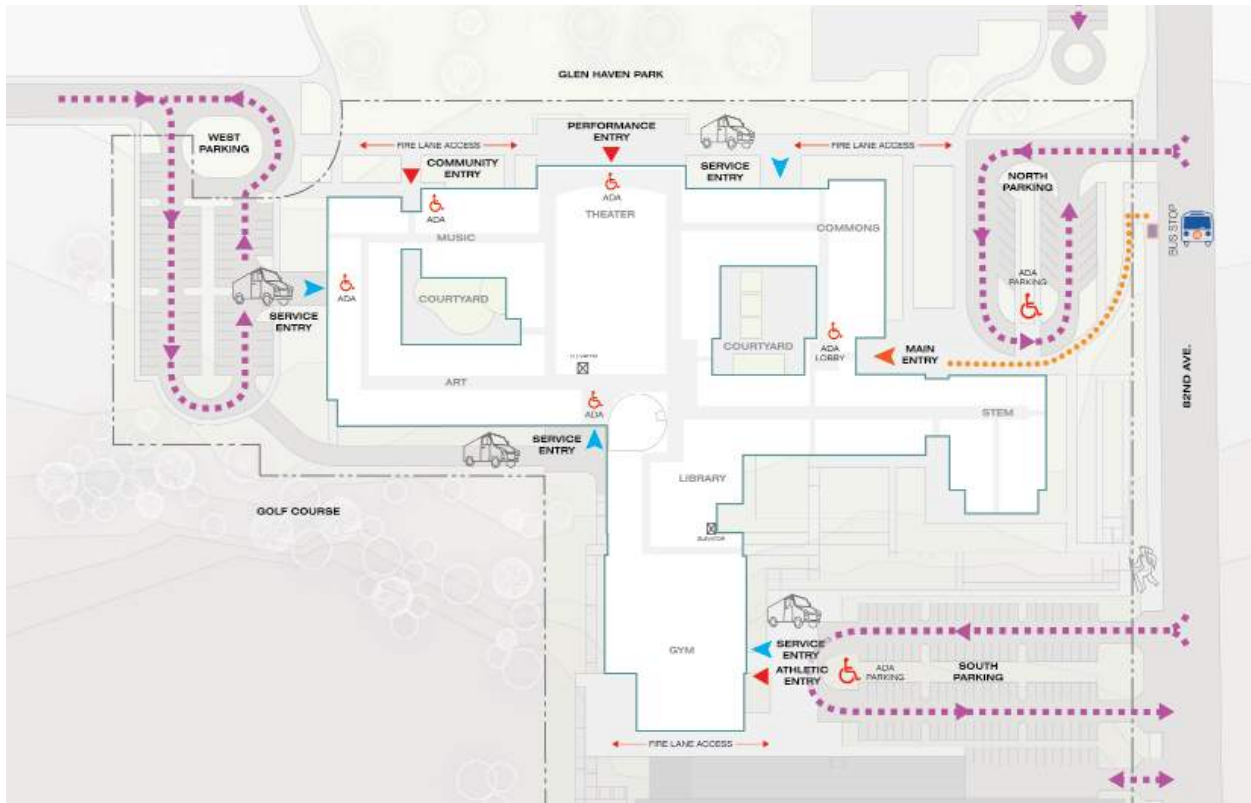 GLEN HAVEN PARK
WEST
PARKING
FIRE LANE ACCESS
PERFORMANCE
ENTRY
FIRE LANE ACCESS
COMMUNITY
ENTRY
SERVICE
ENTRY
NORTH
PARKING
ADA
ADA
THEATER
MUSIC
COMMONS
BUS STOP
ADA
PARKING
ADA
COURTYARD
SERVICE
ENTRY
COURTYARD
ADA
LOBBY
MAIN
ENTRY
ELEVATOR
ART
82ND AVE.
ADA
STEM
SERVICE
ENTRY
LIBRARY
GOLF COURSE
ELEVATOR
SERVICE
ENTRY
GYM
ATHLETIC
ENTRY
ADA
PARKING
SOUTH
PARKING
FIRE LANE ACCESS